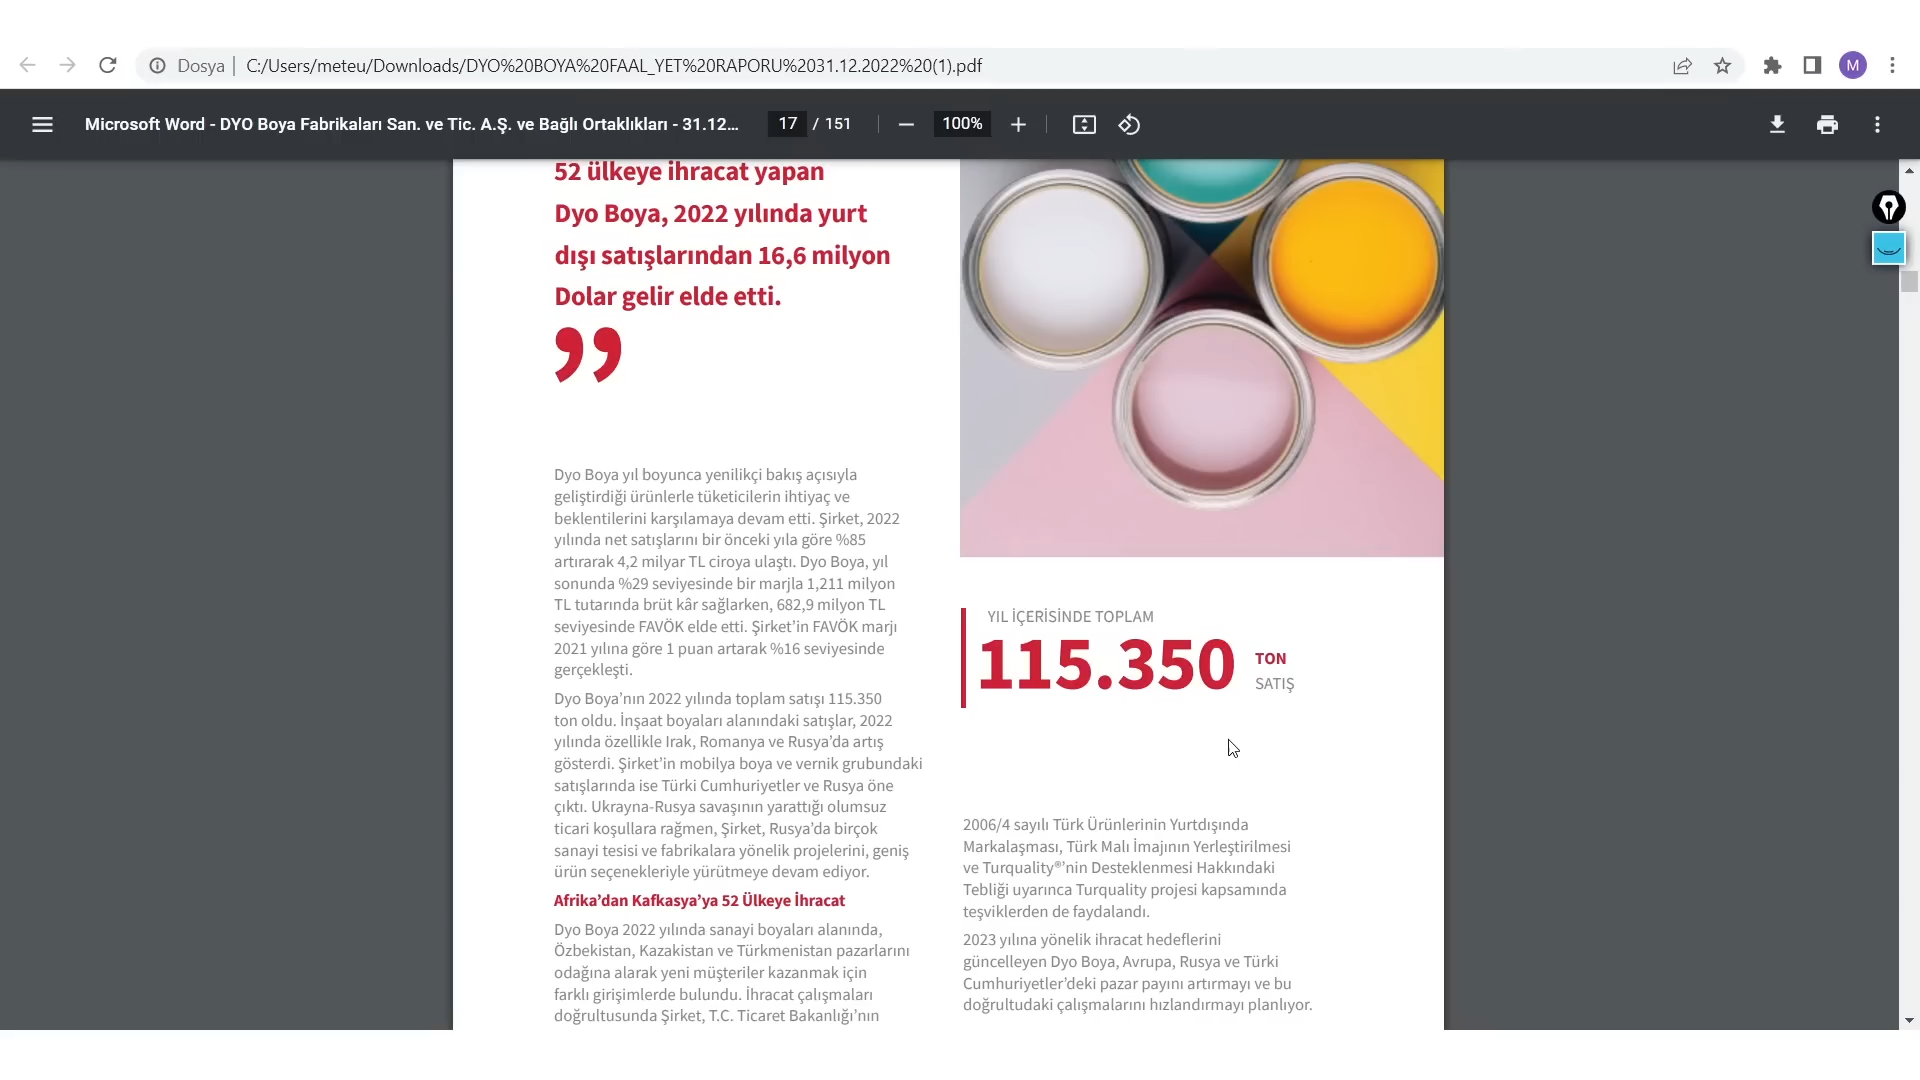 Dosya | C:/Users/meteu/Downloads/DYO%20BOYA%20FAAL_YET%20RAPORU%2031.12.2022%20(1).pdf
M
Microsoft Word - DYO Boya Fabrikaları San. ve Tic. A.Ş. ve Bağlı Ortaklıkları - 31.12...
17 / 151
100%
52 ülkeye ihracat yapan
Dyo Boya, 2022 yılında yurt
dışı satışlarından 16,6 milyon
Dolar gelir elde etti.
”
Dyo Boya yıl boyunca yenilikçi bakış açısıyla
geliştirdiği ürünlerle tüketicilerin ihtiyaç ve
beklentilerini karşılamaya devam etti. Şirket, 2022
yılında net satışlarını bir önceki yıla göre %85
artırarak 4,2 milyar TL ciroya ulaştı. Dyo Boya, yıl
sonunda %29 seviyesinde bir marjla 1,211 milyon
TL tutarında brüt kâr sağlarken, 682,9 milyon TL
seviyesinde FAVÖK elde etti. Şirket’in FAVÖK marjı
2021 yılına göre 1 puan artarak %16 seviyesinde
gerçekleşti.
Dyo Boya’nın 2022 yılında toplam satışı 115.350
ton oldu. İnşaat boyaları alanındaki satışlar, 2022
yılında özellikle Irak, Romanya ve Rusya’da artış
gösterdi. Şirket’in mobilya boya ve vernik grubundaki
satışlarında ise Türki Cumhuriyetler ve Rusya öne
çıktı. Ukrayna-Rusya savaşının yarattığı olumsuz
ticari koşullara rağmen, Şirket, Rusya’da birçok
sanayi tesisi ve fabrikalara yönelik projelerini, geniş
ürün seçenekleriyle yürütmeye devam ediyor.
Afrika’dan Kafkasya’ya 52 Ülkeye İhracat
Dyo Boya 2022 yılında sanayi boyaları alanında,
Özbekistan, Kazakistan ve Türkmenistan pazarlarını
odağına alarak yeni müşteriler kazanmak için
farklı girişimlerde bulundu. İhracat çalışmaları
doğrultusunda Şirket, T.C. Ticaret Bakanlığı’nın
YIL İÇERİSİNDE TOPLAM
115.350 TON
SATIŞ
2006/4 sayılı Türk Ürünlerinin Yurtdışında
Markalaşması, Türk Malı İmajının Yerleştirilmesi
ve Turquality®’nin Desteklenmesi Hakkındaki
Tebliği uyarınca Turquality projesi kapsamında
teşviklerden de faydalandı.
2023 yılına yönelik ihracat hedeflerini
güncelleyen Dyo Boya, Avrupa, Rusya ve Türki
Cumhuriyetler’deki pazar payını artırmayı ve bu
doğrultudaki çalışmalarını hızlandırmayı planlıyor.